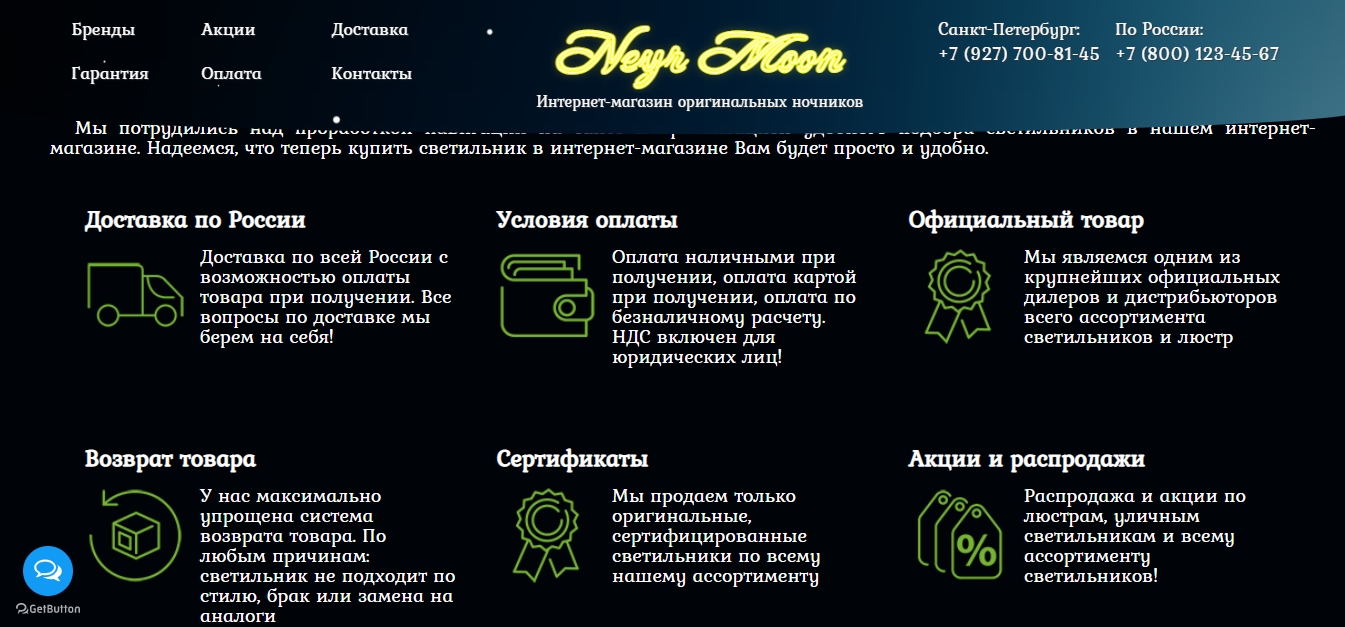 Бренды
Акции
Доставка
Гарантия
Оплата
Контакты
Neyr Moon
Интернет-магазин оригинальных ночников
Санкт-Петербург:
+7 (927) 700-81-45
По России:
+7 (800) 123-45-67
Мы потрудились над проработкой навигации светильников в нашем интернет-
магазине. Надеемся, что теперь купить светильник в интернет-магазине Вам будет просто и удобно.
Доставка по России
Доставка по всей России с
возможностью оплаты
товара при получении. Все
вопросы по доставке мы
берем на себя!
Условия оплаты
Оплата наличными при
получении, оплата картой
при получении, оплата по
безналичному расчету.
НДС включен для
юридических лиц!
Официальный товар
Мы являемся одним из
крупнейших официальных
дилеров и дистрибьюторов
всего ассортимента
светильников и люстр
Возврат товара
У нас максимально
упрощена система
возврата товара. По
любым причинам:
светильник не подходит по
стилю, брак или замена на
аналоги
Сертификаты
Мы продаем только
оригинальные,
сертифицированные
светильники по всему
нашему ассортименту
Акции и распродажи
Распродажа и акции по
люстрам, уличным
светильникам и всему
ассортименту
светильников!
%
GetButton